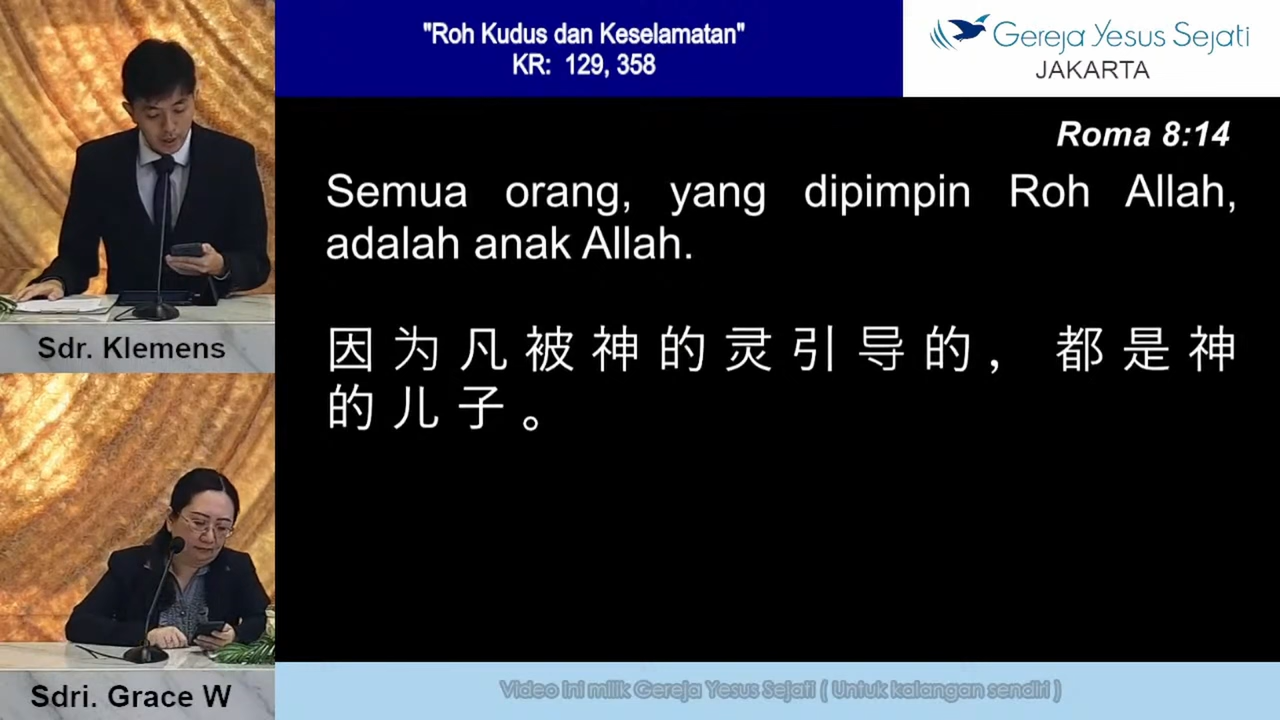 "Roh Kudus dan Keselamatan"
KR: 129, 358
Gereja Yesus Sejati
JAKARTA
Roma 8:14
Semua orang, yang dipimpin Roh Allah,
adalah anak Allah.
因为凡被神的灵引导的，都是神
的儿子。
Sdr. Klemens
Sdri. Grace W
Video ini milik Gereja Yesus Sejati ( Untuk kalangan sendiri )